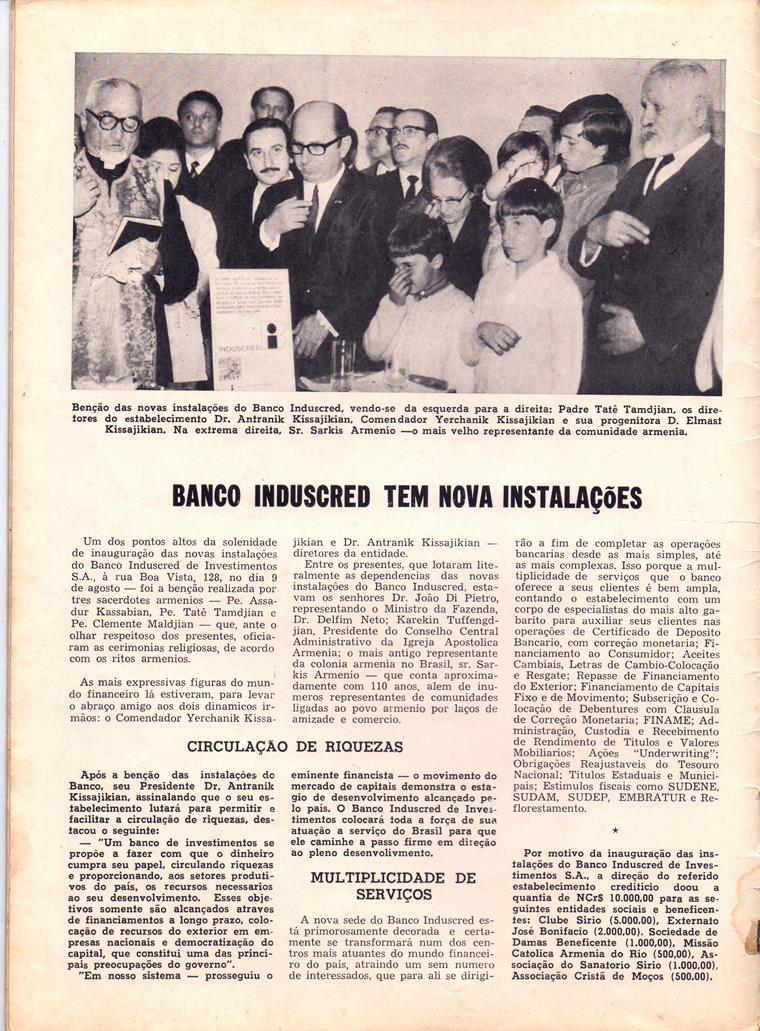 INDUSCRED
Benção das novas instalações do Banco Induscred, vendo-se da esquerda para a direita: Padre Tatê Tamdjian, os dire-
tores do estabelecimento Dr. Antranik Kissajikian, Comendador Yerchanik Kissajikian e sua progenitora D. Elmast
Kissajikian. Na extrema direita, Sr. Sarkis Armenio —o mais velho representante da comunidade armenia.
BANCO INDUSCRED TEM NOVA INSTALAÇÕES
Um dos pontos altos da solenidade
de inauguração das novas instalações
do Banco Induscred de Investimentos
S.A., à rua Boa Vista, 128, no dia 9
de agosto — foi a benção realizada por
tres sacerdotes armenios — Pe. Assa-
dur Kassabian, Pe. Tatê Tamdjian e
Pe. Clemente Maldjian — que, ante o
olhar respeitoso dos presentes, oficia-
ram as cerimonias religiosas, de acordo
com os ritos armenios.
As mais expressivas figuras do mun-
do financeiro lá estiveram, para levar
o abraço amigo aos dois dinamicos ir-
mãos: o Comendador Yerchanik Kissa-
jikian e Dr. Antranik Kissajikian —
diretores da entidade.
Entre os presentes, que lotaram lite-
ralmente as dependencias das novas
instalações do Banco Induscred, esta-
vam os senhores Dr. João Di Pietro,
representando o Ministro da Fazenda,
Dr. Delfim Neto; Karekin Tuffengd-
jian, Presidente do Conselho Central
Administrativo da Igreja Apostolica
Armenia; o mais antigo representante
da colonia armenia no Brasil, sr. Sar-
kis Armenio — que conta aproxima-
damente com 110 anos, alem de inu-
meros representantes de comunidades
ligadas ao povo armenio por laços de
amizade e comercio.
CIRCULAÇÃO DE RIQUEZAS
Após a benção das instalações do
Banco, seu Presidente Dr. Antranik
Kissajikian, assinalando que o seu es-
tabelecimento lutará para permitir e
facilitar a circulação de riquezas, des-
tacou o seguinte:
— "Um banco de investimentos se
propõe a fazer com que o dinheiro
cumpra seu papel, circulando riquezas
e proporcionando, aos setores produti-
vos do país, os recursos necessarios
ao seu desenvolvimento. Esses obje-
tivos somente são alcançados atraves
de financiamentos a longo prazo, colo-
cação de recursos do exterior em em-
presas nacionais e democratização do
capital, que constitui uma das princi-
pais preocupações do governo".
"Em nosso sistema — prosseguiu o
eminente financista — o movimento do
mercado de capitais demonstra o esta-
gio de desenvolvimento alcançado pe-
lo país. O Banco Induscred de Inves-
timentos colocará toda a força de sua
atuação a serviço do Brasil para que
ele caminhe a passo firme em direção
ao pleno desenvolivmento.
MULTIPLICIDADE DE
SERVIÇOS
A nova sede do Banco Induscred es-
tá primorosamente decorada e certa-
mente se transformará num dos cen-
tros mais atuantes do mundo financei-
ro do país, atraindo um sem numero
de interessados, que para ali se dirigi-
rão a fim de completar as operações
bancarias desde as mais simples, até
as mais complexas. Isso porque a mul-
tiplicidade de serviços que o banco
oferece a seus clientes é bem ampla,
contando o estabelecimento com um
corpo de especialistas do mais alto ga-
barito para auxiliar seus clientes nas
operações de Certificado de Deposito
Bancario, com correção monetaria; Fi-
nanciamento ao Consumidor; Aceites
Cambiais, Letras de Cambio-Colocação
e Resgate; Repasse de Financiamento
do Exterior; Financiamento de Capitais
Fixo e de Movimento; Subscrição e Co-
locação de Debentures com Clausula
de Correção Monetaria; FINAME; Ad-
ministração, Custodia e Recebimento
de Rendimento de Titulos e Valores
Mobiliarios; Ações "Underwriting";
Obrigações Reajustaveis do Tesouro
Nacional; Titulos Estaduais e Munici-
pais; Estimulos fiscais como SUDENE,
SUDAM, SUDEP, EMBRATUR e Re-
florestamento.
★
Por motivo da inauguração das ins-
talações do Banco Induscred de Inves-
timentos S.A., a direção do referido
estabelecimento crediticio doou a
quantia de NCr$ 10.000,00 para as se-
guintes entidades sociais e beneficen-
tes: Clube Sirio (5.000,00), Externato
José Bonifacio (2.000,00). Sociedade de
Damas Beneficente (1.000,00), Missão
Catolica Armenia do Rio (500,00), As-
sociação do Sanatorio Sirio (1.000,00),
Associação Cristã de Moços (500,00).